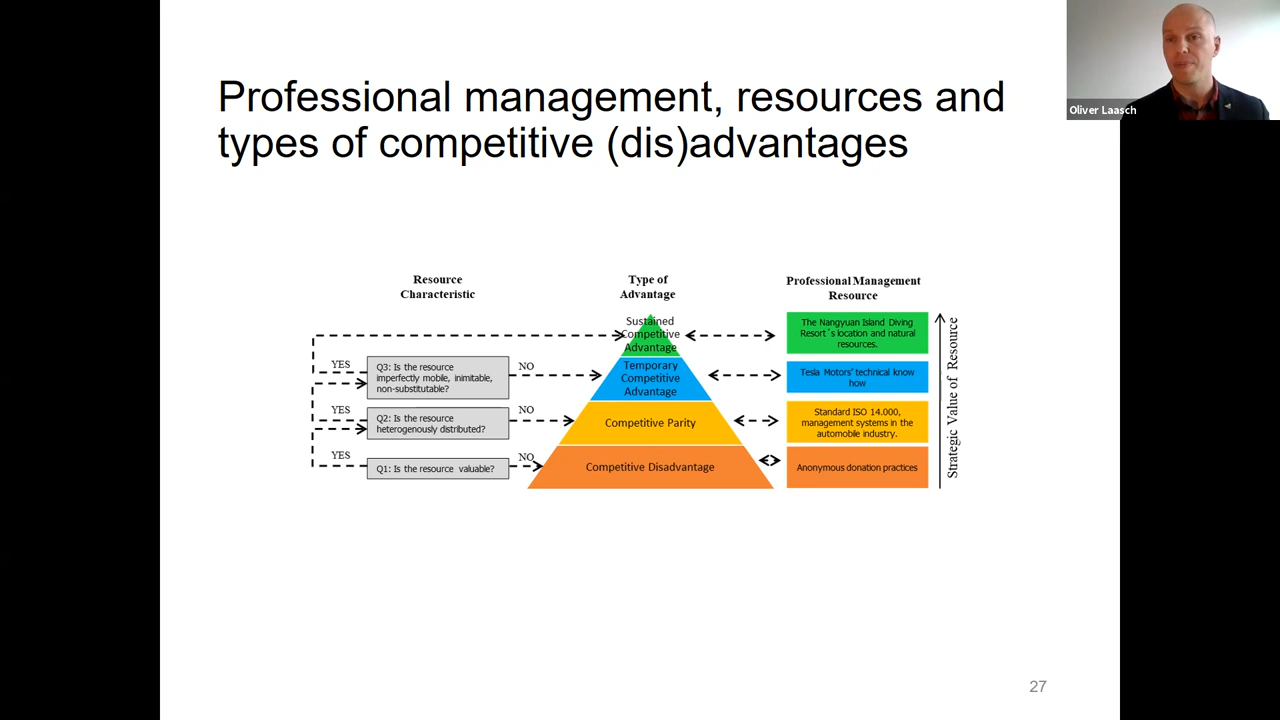 Professional management, resources and
types of competitive (dis)advantages
Oliver Laasch
Resource
Characteristic
Type of
Advantage
Professional Management
Resource
Sustained
Competitive
Advantage
The Nangyuan Island Diving
Resort´s location and natural
resources.
YES
Q3: Is the resource
imperfectly mobile, inimitable,
non-substitutable?
NO
Temporary
Competitive
Advantage
Tesla Motors’ technical know
how
YES
Q2: Is the resource
heterogenously distributed?
NO
Competitive Parity
Standard ISO 14.000,
management systems in the
automobile industry.
YES
Q1: Is the resource valuable?
NO
Competitive Disadvantage
Anonymous donation practices
Strategic Value of Resource
27